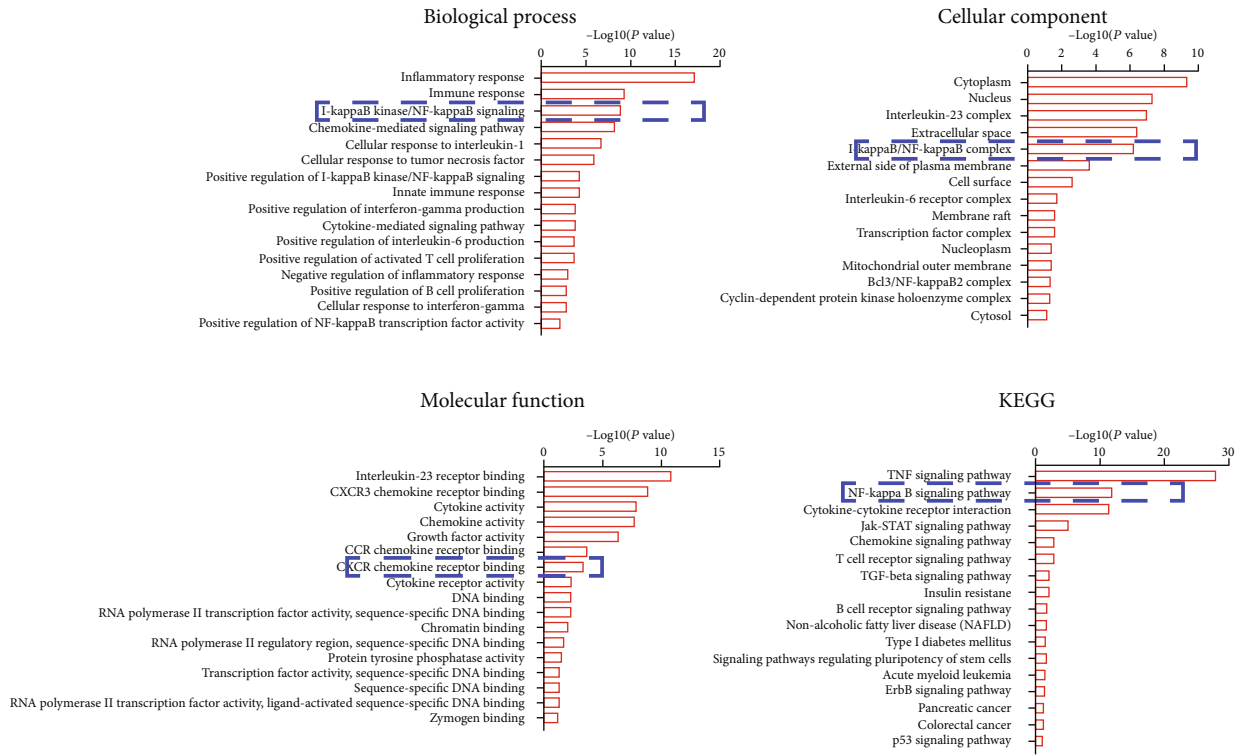 Biological process
–Log10(P value)
0 5 10 15 20
Inflammatory response
Immune response
I-kappaB kinase/NF-kappaB signaling
Chemokine-mediated signaling pathway
Cellular response to interleukin-1
Cellular response to tumor necrosis factor
Positive regulation of I-kappaB kinase/NF-kappaB signaling
Innate immune response
Positive regulation of interferon-gamma production
Cytokine-mediated signaling pathway
Positive regulation of interleukin-6 production
Positive regulation of activated T cell proliferation
Negative regulation of inflammatory response
Positive regulation of B cell proliferation
Cellular response to interferon-gamma
Positive regulation of NF-kappaB transcription factor activity
Cellular component
–Log10(P value)
0 2 4 6 8 10
Cytoplasm
Nucleus
Interleukin-23 complex
Extracellular space
I-kappaB/NF-kappaB complex
External side of plasma membrane
Cell surface
Interleukin-6 receptor complex
Membrane raft
Transcription factor complex
Nucleoplasm
Mitochondrial outer membrane
Bcl3/NF-kappaB2 complex
Cyclin-dependent protein kinase holoenzyme complex
Cytosol
Molecular function
–Log10(P value)
0 5 10 15
Interleukin-23 receptor binding
CXCR3 chemokine receptor binding
Cytokine activity
Chemokine activity
Growth factor activity
CCR chemokine receptor binding
CXCR chemokine receptor binding
Cytokine receptor activity
DNA binding
RNA polymerase II transcription factor activity, sequence-specific DNA binding
Chromatin binding
RNA polymerase II regulatory region, sequence-specific DNA binding
Protein tyrosine phosphatase activity
Transcription factor activity, sequence-specific DNA binding
Sequence-specific DNA binding
RNA polymerase II transcription factor activity, ligand-activated sequence-specific DNA binding
Zymogen binding
KEGG
–Log10(P value)
0 10 20 30
TNF signaling pathway
NF-kappa B signaling pathway
Cytokine-cytokine receptor interaction
Jak-STAT signaling pathway
Chemokine signaling pathway
T cell receptor signaling pathway
TGF-beta signaling pathway
Insulin resistane
B cell receptor signaling pathway
Non-alcoholic fatty liver disease (NAFLD)
Type I diabetes mellitus
Signaling pathways regulating pluripotency of stem cells
Acute myeloid leukemia
ErbB signaling pathway
Pancreatic cancer
Colorectal cancer
p53 signaling pathway